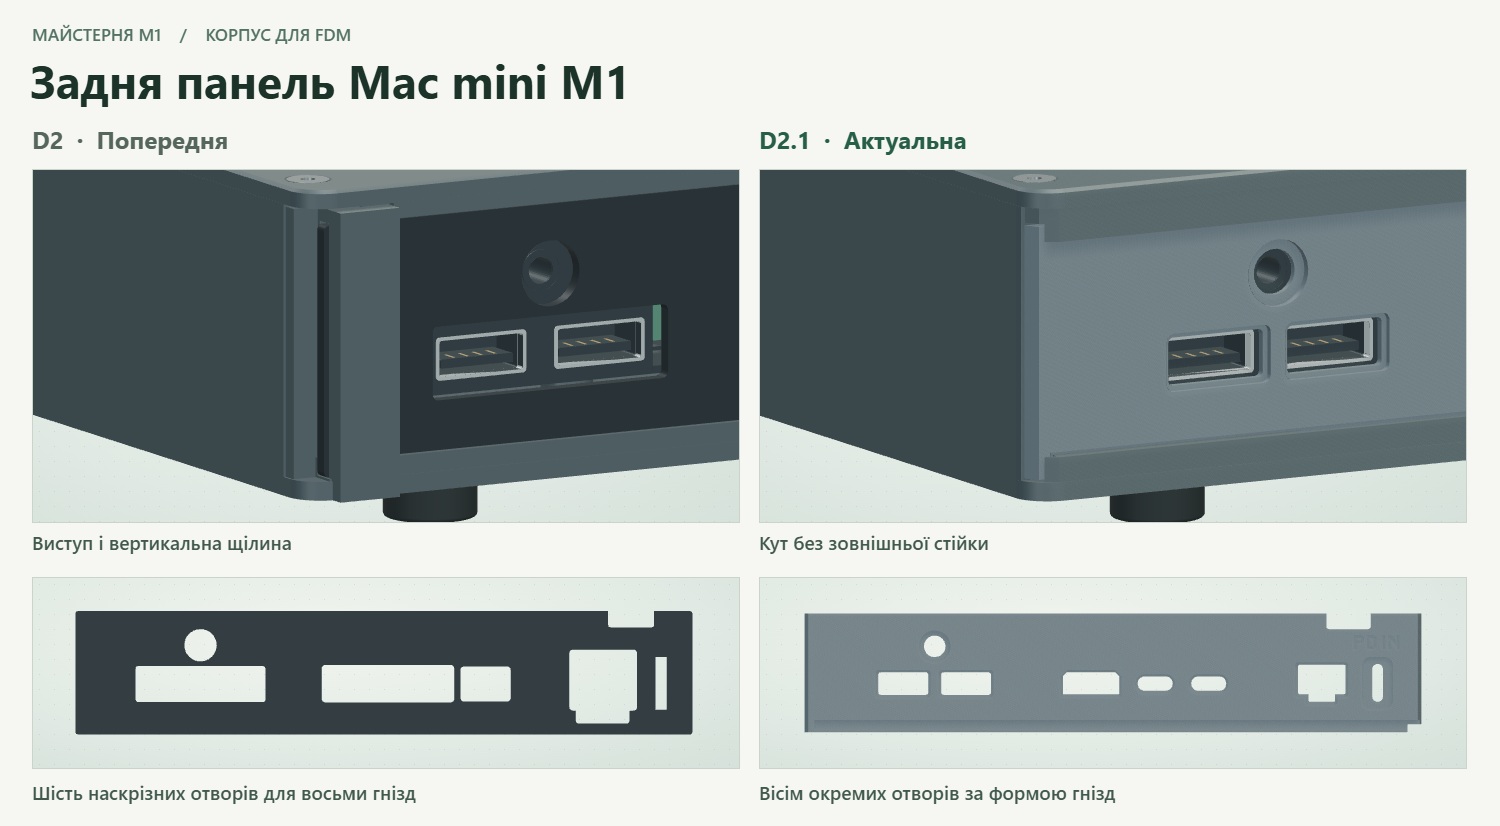 МАЙСТЕРНЯ M1 / КОРПУС ДЛЯ FDM
Задня панель Mac mini M1
D2 · Попередня
D2.1 · Актуальна
Виступ і вертикальна щілина
Кут без зовнішньої стійки
Шість наскрізних отворів для восьми гнізд
Вісім окремих отворів за формою гнізд